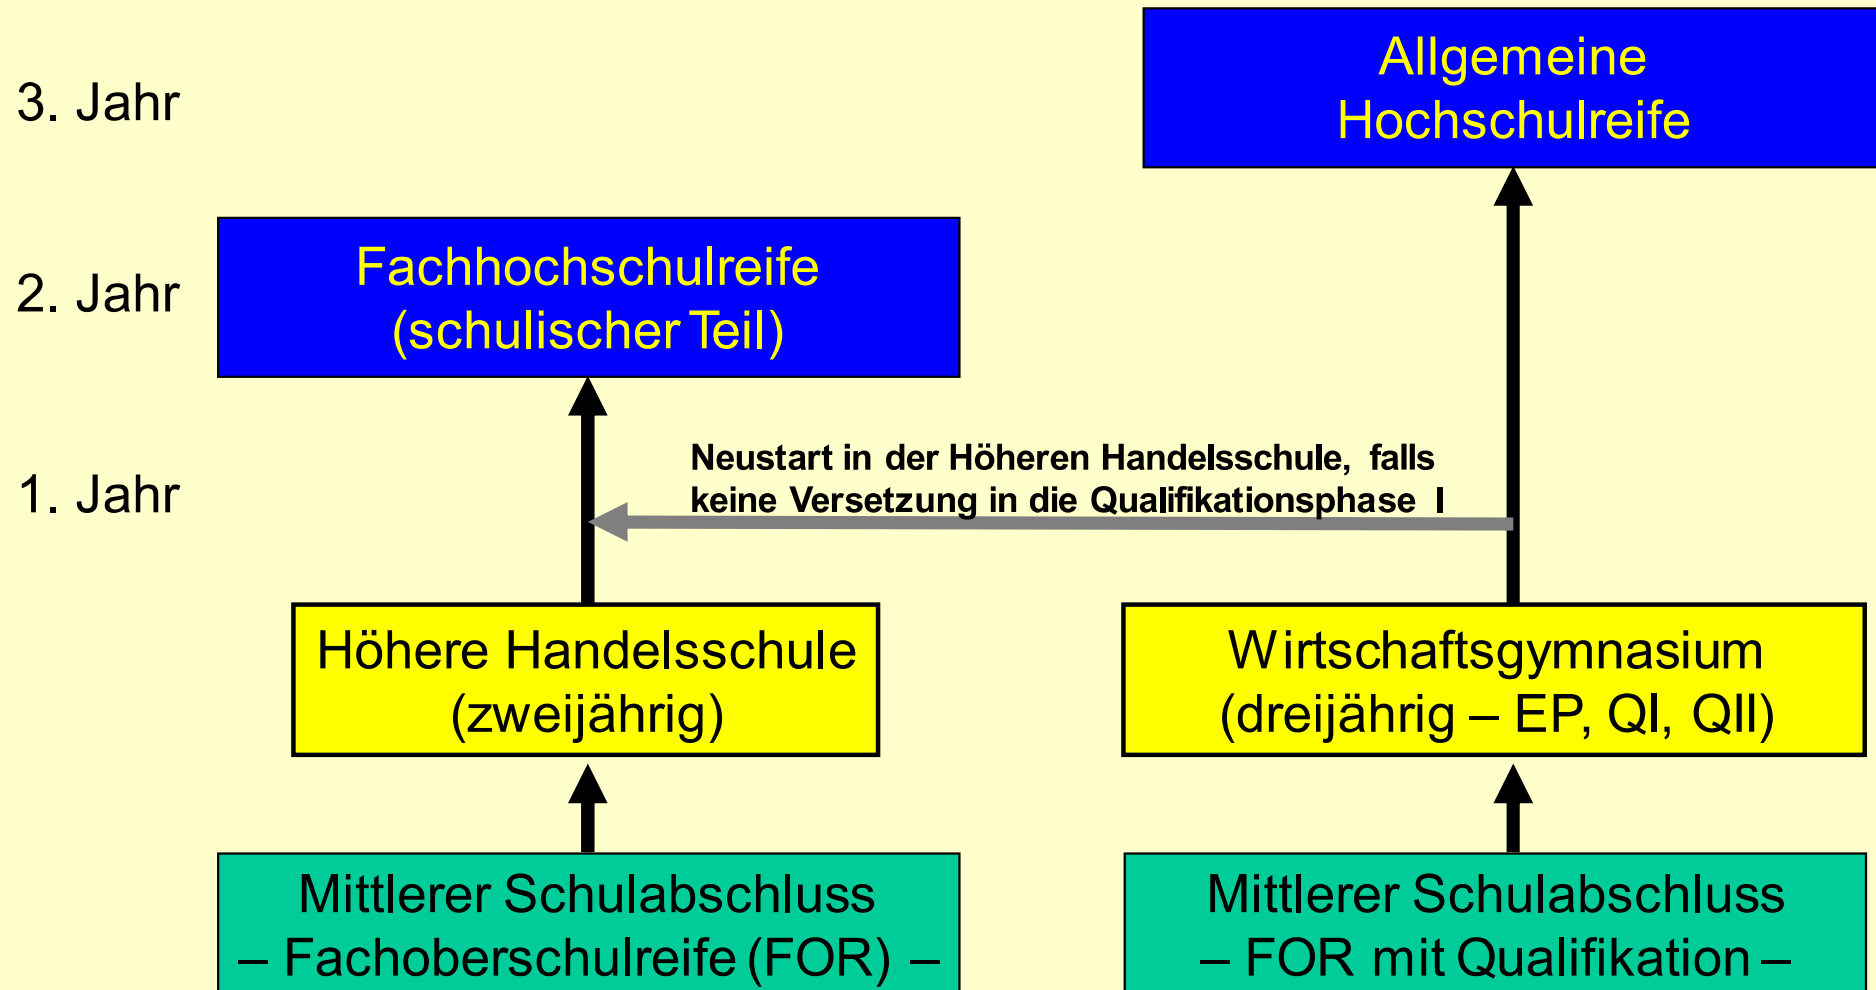 Allgemeine
Hochschulreife
3. Jahr
Fachhochschulreife
(schulischer Teil)
2. Jahr
Neustart in der Höheren Handelsschule, falls
keine Versetzung in die Qualifikationsphase I
1. Jahr
Höhere Handelsschule
(zweijährig)
Wirtschaftsgymnasium
(dreijährig – EP, QI, QII)
Mittlerer Schulabschluss
– Fachoberschulreife (FOR) –
Mittlerer Schulabschluss
– FOR mit Qualifikation –